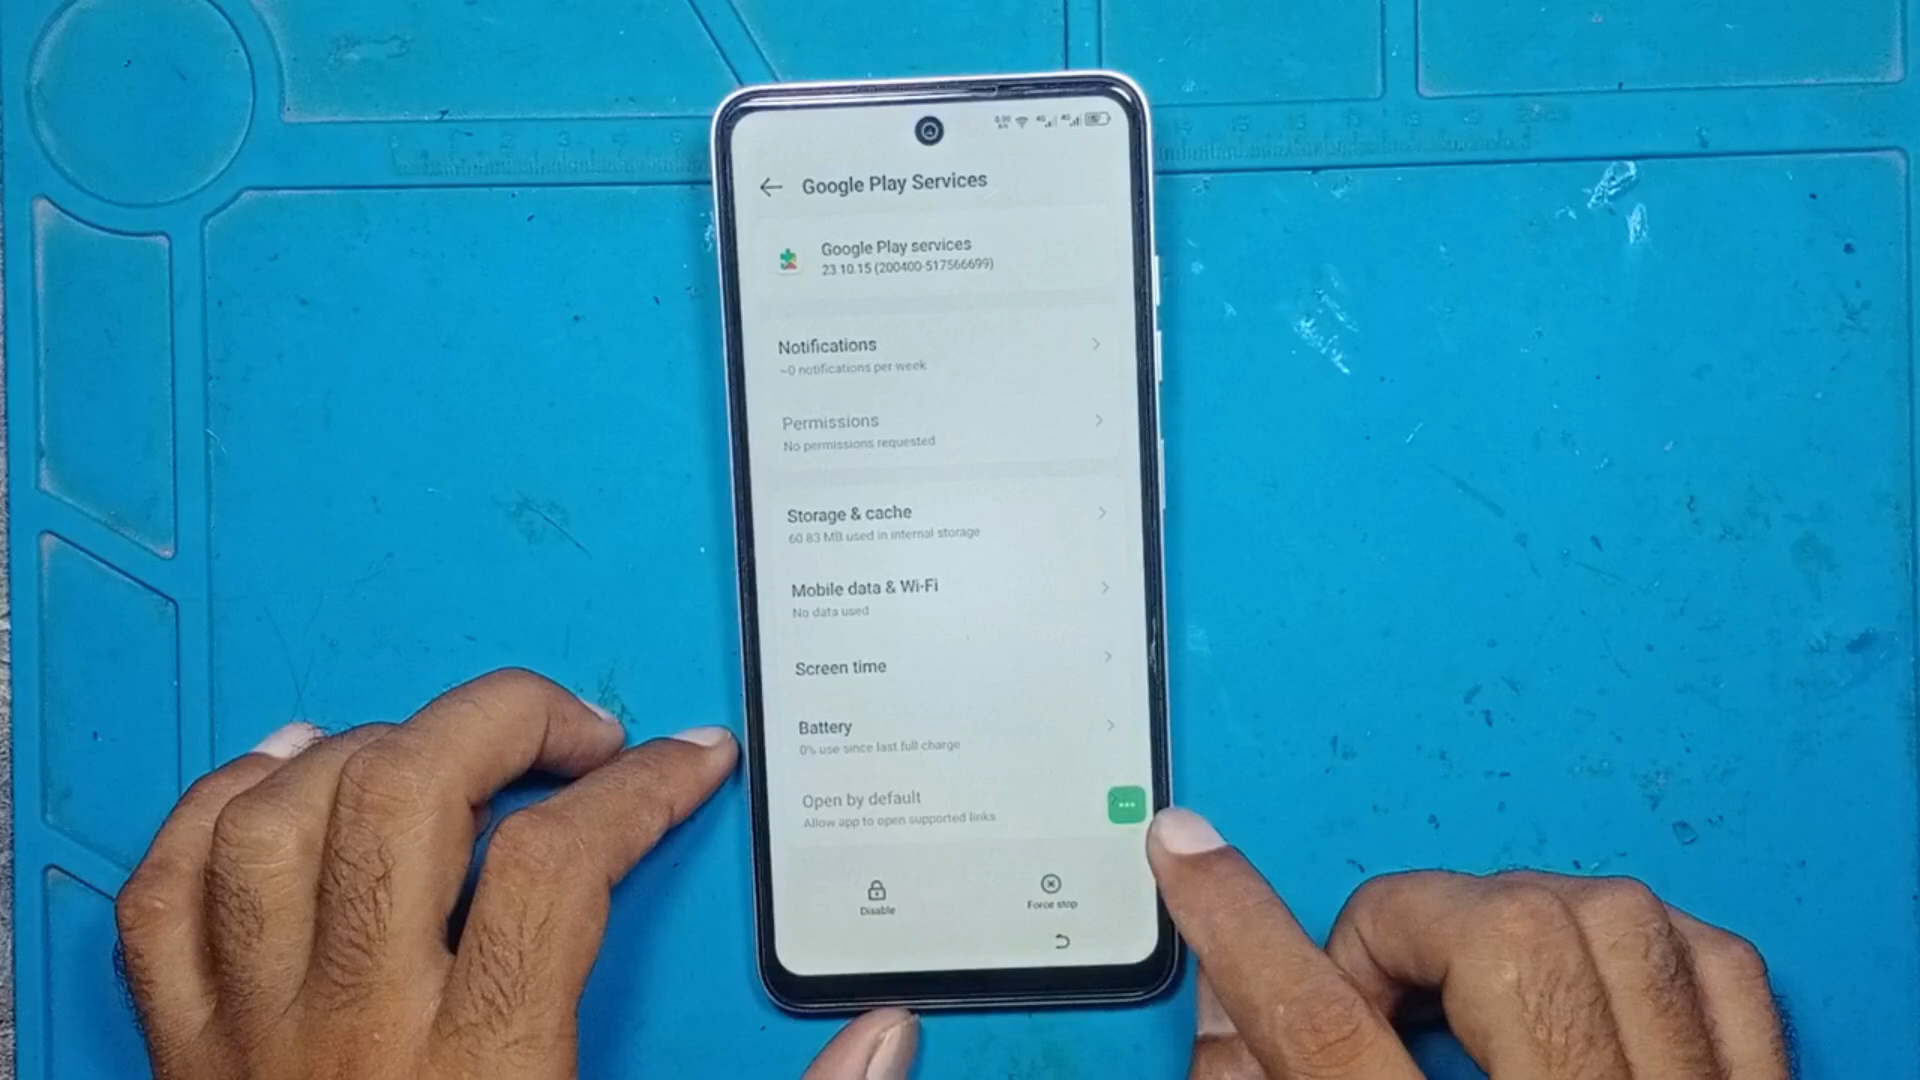 Google Play Services
Google Play services
23.10.15 (200400-517566699)
Notifications
~0 notifications per week
Permissions
No permissions requested
Storage & cache
60.83 MB used in internal storage
Mobile data & Wi-Fi
No data used
Screen time
Battery
0% use since last full charge
Open by default
Allow app to open supported links
Disable
Force stop